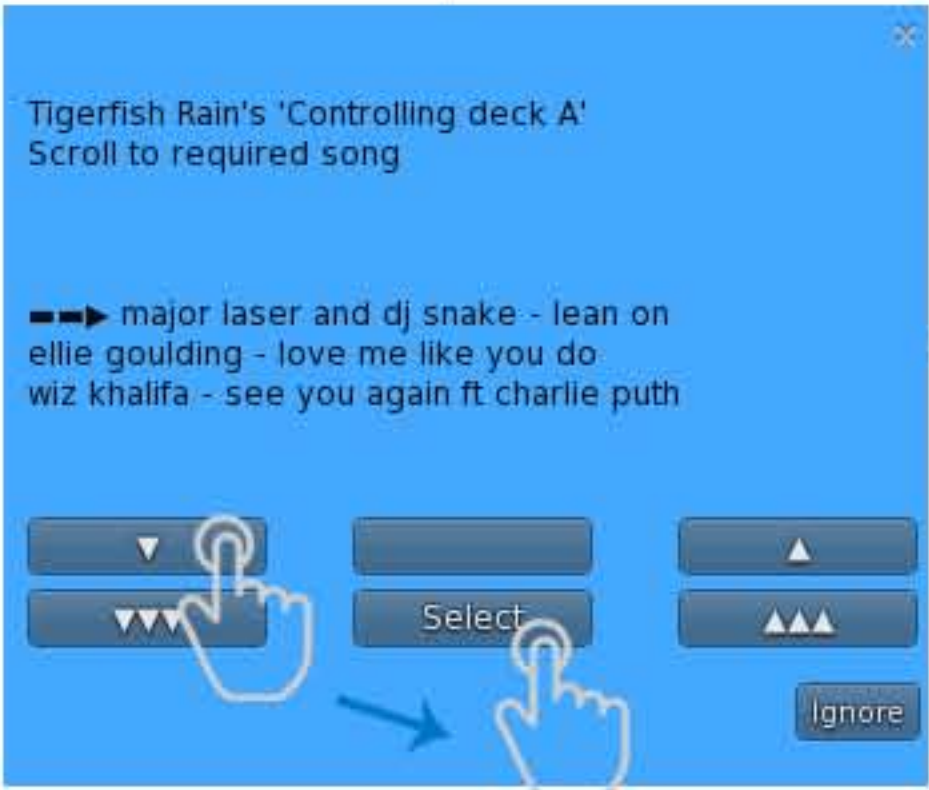 Tigerfish Rain's 'Controlling deck A'
Scroll to required song
major laser and dj snake - lean on
ellie goulding - love me like you do
wiz khalifa - see you again ft charlie puth
Select
Ignore